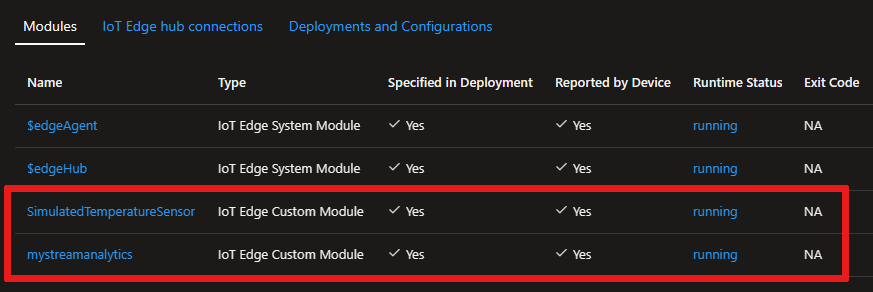 Modules IoT Edge hub connections Deployments and Configurations
Name Type Specified in Deployment Reported by Device Runtime Status Exit Code
$edgeAgent IoT Edge System Module Yes Yes running NA
$edgeHub IoT Edge System Module Yes Yes running NA
SimulatedTemperatureSensor IoT Edge Custom Module Yes Yes running NA
mystreamanalytics IoT Edge Custom Module Yes Yes running NA